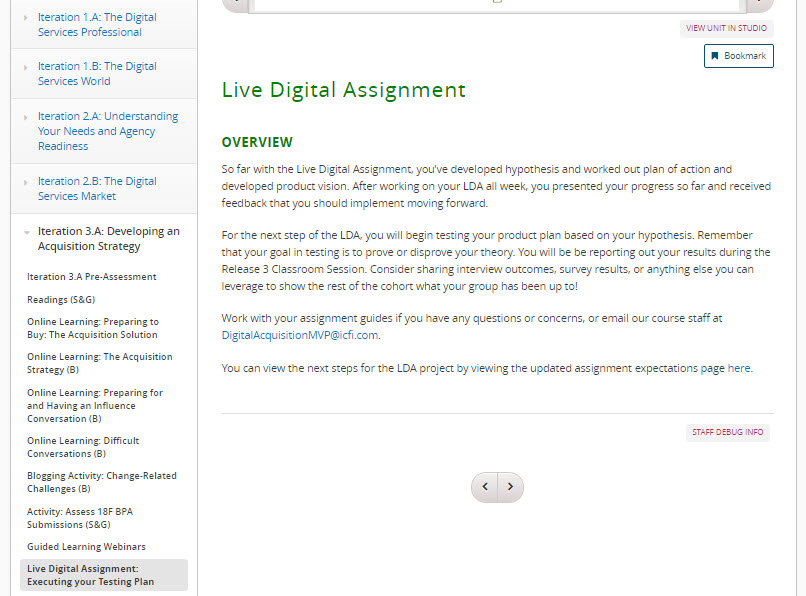 Iteration 1.A: The Digital
Services Professional
Iteration 1.B: The Digital
Services World
Iteration 2.A: Understanding
Your Needs and Agency
Readiness
Iteration 2.B: The Digital
Services Market
Iteration 3.A: Developing an
Acquisition Strategy
Iteration 3.A Pre-Assessment
Readings (S&G)
Online Learning: Preparing to
Buy: The Acquisition Solution
Online Learning: The Acquisition
Strategy (B)
Online Learning: Preparing for
and Having an Influence
Conversation (B)
Online Learning: Difficult
Conversations (B)
Blogging Activity: Change-Related
Challenges (B)
Activity: Assess 18F BPA
Submissions (S&G)
Guided Learning Webinars
Live Digital Assignment:
Executing your Testing Plan
VIEW UNIT IN STUDIO
Bookmark
Live Digital Assignment
OVERVIEW
So far with the Live Digital Assignment, you've developed hypothesis and worked out plan of action and
developed product vision. After working on your LDA all week, you presented your progress so far and received
feedback that you should implement moving forward.
For the next step of the LDA, you will begin testing your product plan based on your hypothesis. Remember
that your goal in testing is to prove or disprove your theory. You will be be reporting out your results during the
Release 3 Classroom Session. Consider sharing interview outcomes, survey results, or anything else you can
leverage to show the rest of the cohort what your group has been up to!
Work with your assignment guides if you have any questions or concerns, or email our course staff at
DigitalAcquisitionMVP@icfi.com.
You can view the next steps for the LDA project by viewing the updated assignment expectations page here.
STAFF DEBUG INFO